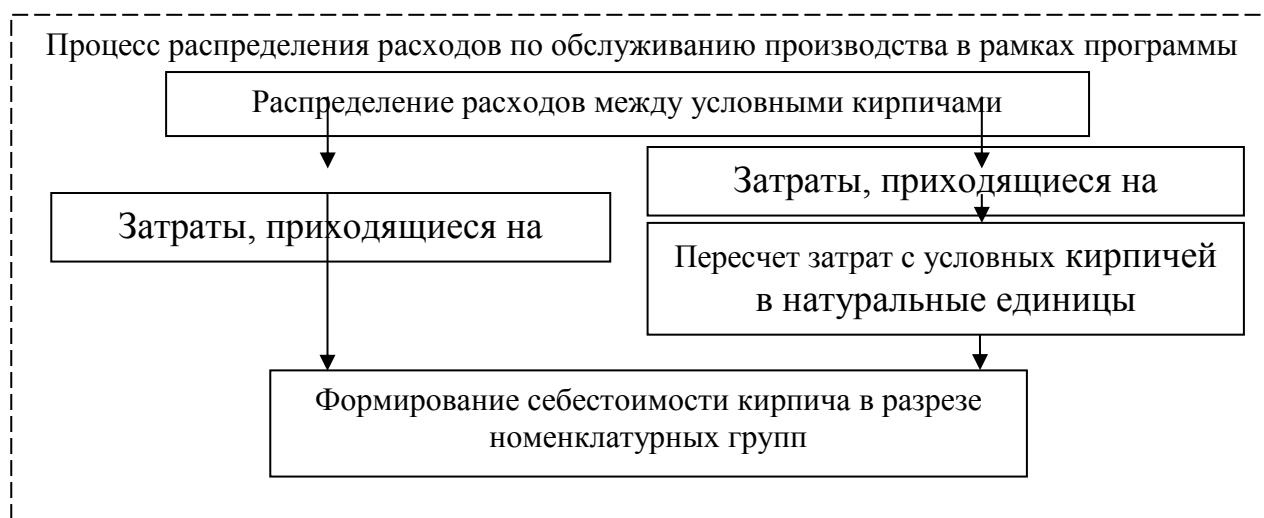 Процесс распределения расходов по обслуживанию производства в рамках программы
Распределение расходов между условными кирпичами
Затраты, приходящиеся на
Затраты, приходящиеся на
Пересчет затрат с условных кирпичей
в натуральные единицы
Формирование себестоимости кирпича в разрезе
номенклатурных групп